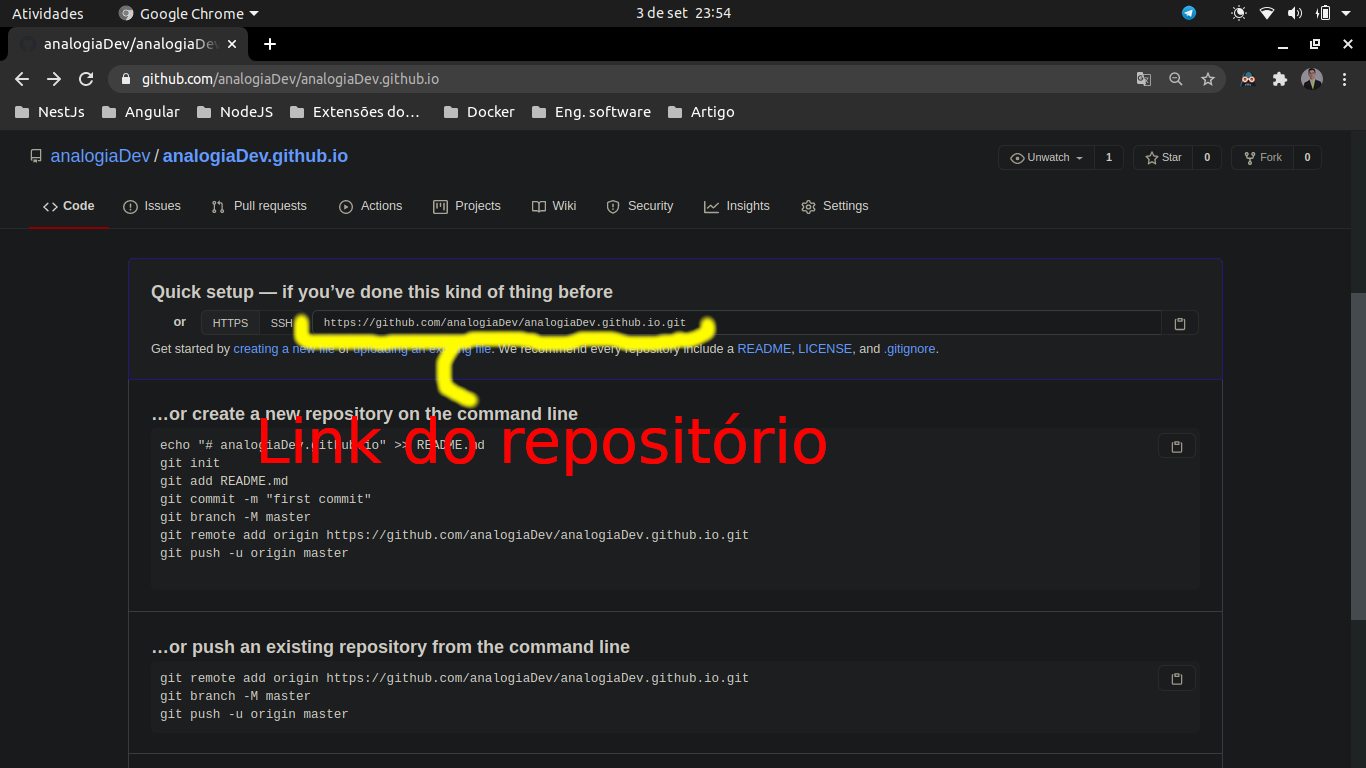 Atividades Google Chrome 3 de set 23:54
analogiaDev/analogiaDev
github.com/analogiaDev/analogiaDev.github.io
NestJs Angular NodeJS Extensões do… Docker Eng. software Artigo
analogiaDev / analogiaDev.github.io Unwatch 1 Star 0 Fork 0
Code Issues Pull requests Actions Projects Wiki Security Insights Settings
Quick setup — if you’ve done this kind of thing before
or HTTPS SSH https://github.com/analogiaDev/analogiaDev.github.io.git
Get started by creating a new file or uploading an existing file. We recommend every repository include a README, LICENSE, and .gitignore.
…or create a new repository on the command line
Link do repositório
echo "# analogiaDev.github.io" >> README.md
git init
git add README.md
git commit -m "first commit"
git branch -M master
git remote add origin https://github.com/analogiaDev/analogiaDev.github.io.git
git push -u origin master
…or push an existing repository from the command line
git remote add origin https://github.com/analogiaDev/analogiaDev.github.io.git
git branch -M master
git push -u origin master